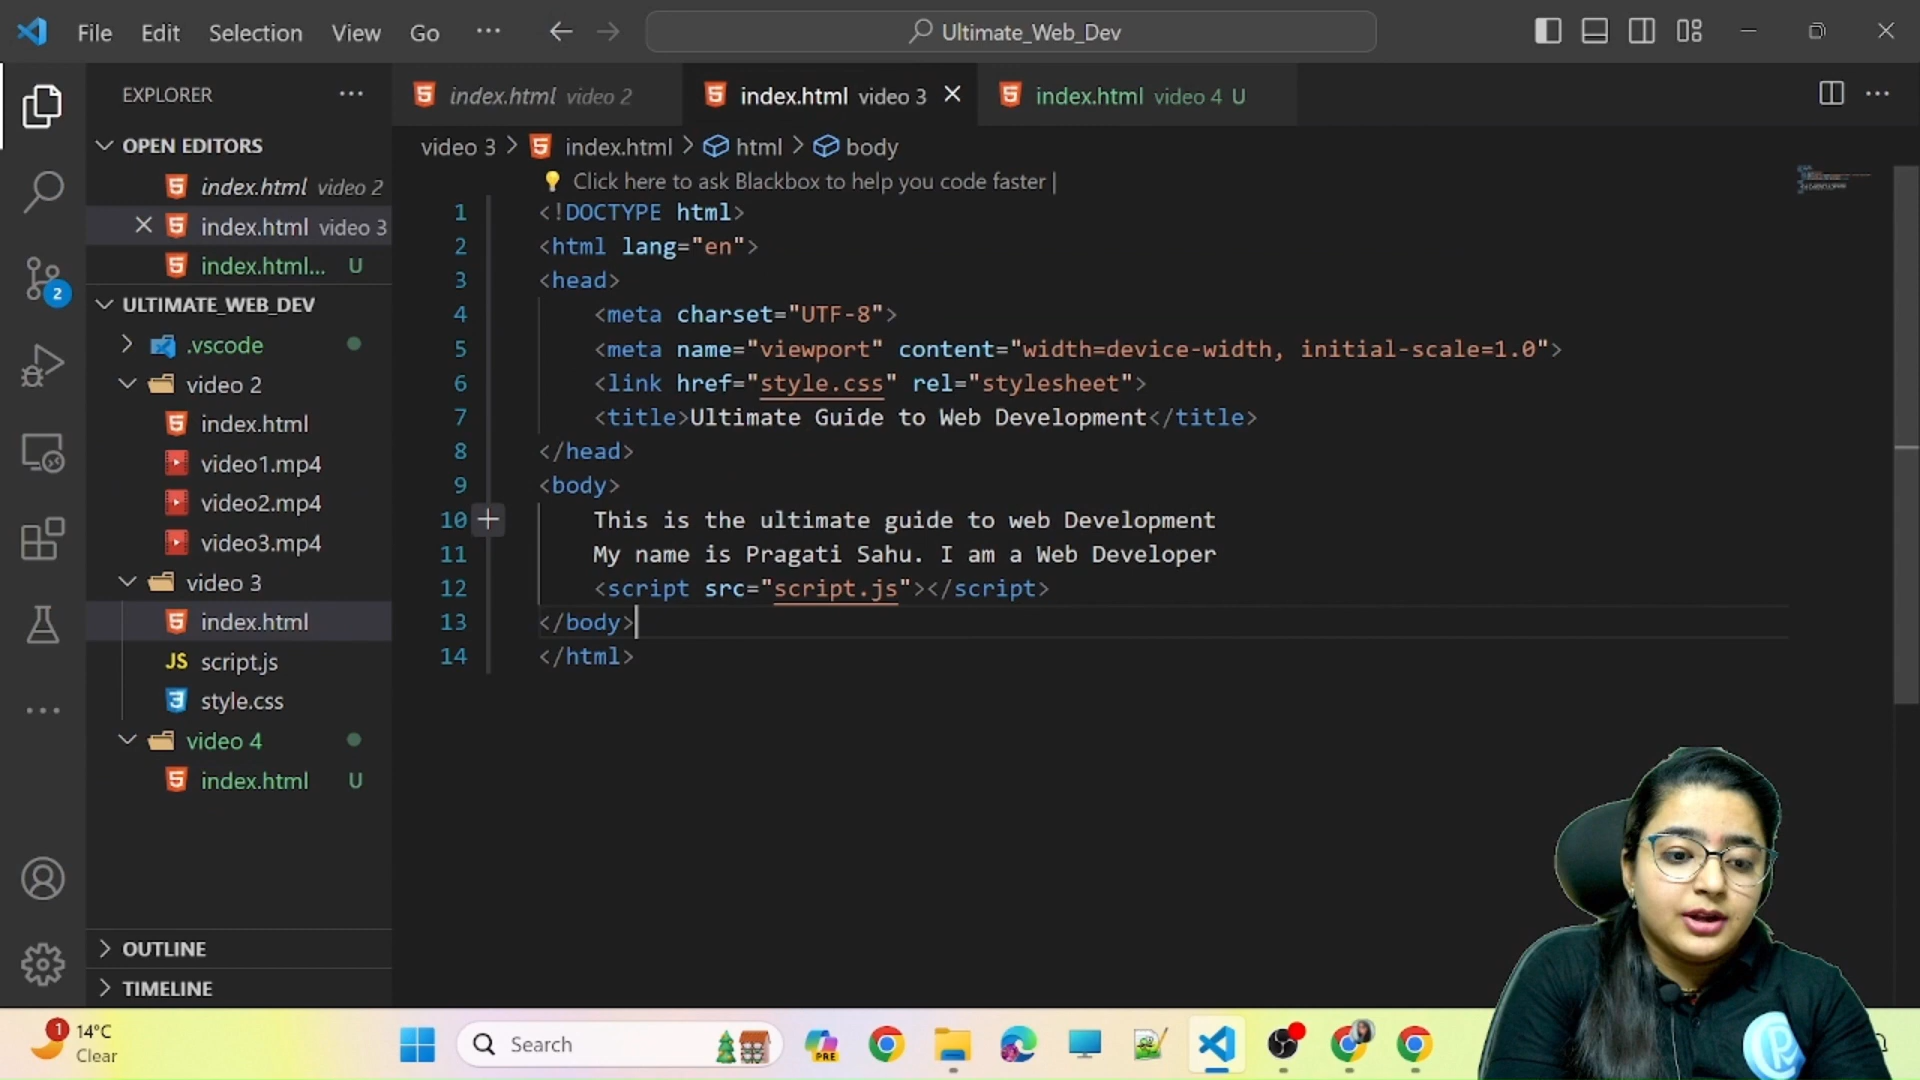 File Edit Selection View Go ··· Ultimate_Web_Dev
EXPLORER ···
index.html video 2
index.html video 3
index.html video 4 U
OPEN EDITORS
index.html video 2
index.html video 3
index.html... U
ULTIMATE_WEB_DEV
.vscode
video 2
index.html
video1.mp4
video2.mp4
video3.mp4
video 3
index.html
JS script.js
style.css
video 4
index.html U
OUTLINE
TIMELINE
2
video 3 > index.html > html > body
Click here to ask Blackbox to help you code faster |
1 <!DOCTYPE html>
2 <html lang="en">
3 <head>
4 <meta charset="UTF-8">
5 <meta name="viewport" content="width=device-width, initial-scale=1.0">
6 <link href="style.css" rel="stylesheet">
7 <title>Ultimate Guide to Web Development</title>
8 </head>
9 <body>
10 This is the ultimate guide to web Development
11 My name is Pragati Sahu. I am a Web Developer
12 <script src="script.js"></script>
13 </body>
14 </html>
1 14°C
Clear
Search
PRE